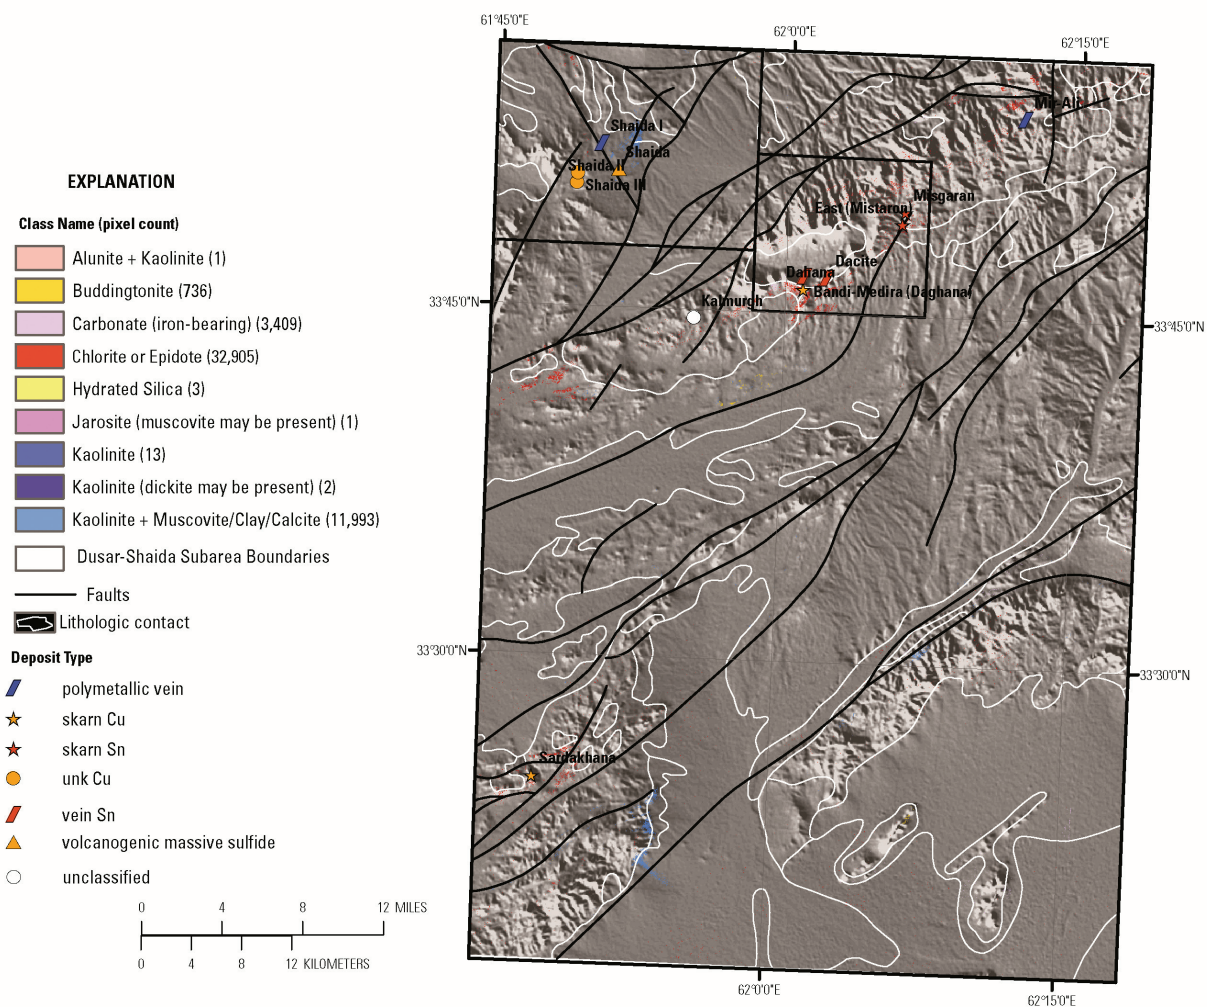 61°45'0"E
62°0'0"E
62°15'0"E
Mir-Ali
Shaida I
Shaida
Shaida II
Shaida III
EXPLANATION
Misgaran
East (Mistaron)
Class Name (pixel count)
Alunite + Kaolinite (1)
Dacite
Dahana
Buddingtonite (736)
Bandi-Medira (Daghana)
33°45'0"N
Kalmurgh
Carbonate (iron-bearing) (3,409)
33°45'0"N
Chlorite or Epidote (32,905)
Hydrated Silica (3)
Jarosite (muscovite may be present) (1)
Kaolinite (13)
Kaolinite (dickite may be present) (2)
Kaolinite + Muscovite/Clay/Calcite (11,993)
Dusar-Shaida Subarea Boundaries
Faults
Lithologic contact
33°30'0"N
Deposit Type
33°30'0"N
polymetallic vein
skarn Cu
skarn Sn
Sardakhana
unk Cu
vein Sn
volcanogenic massive sulfide
unclassified
0 4 8 12 MILES
0 4 8 12 KILOMETERS
62°0'0"E
62°15'0"E